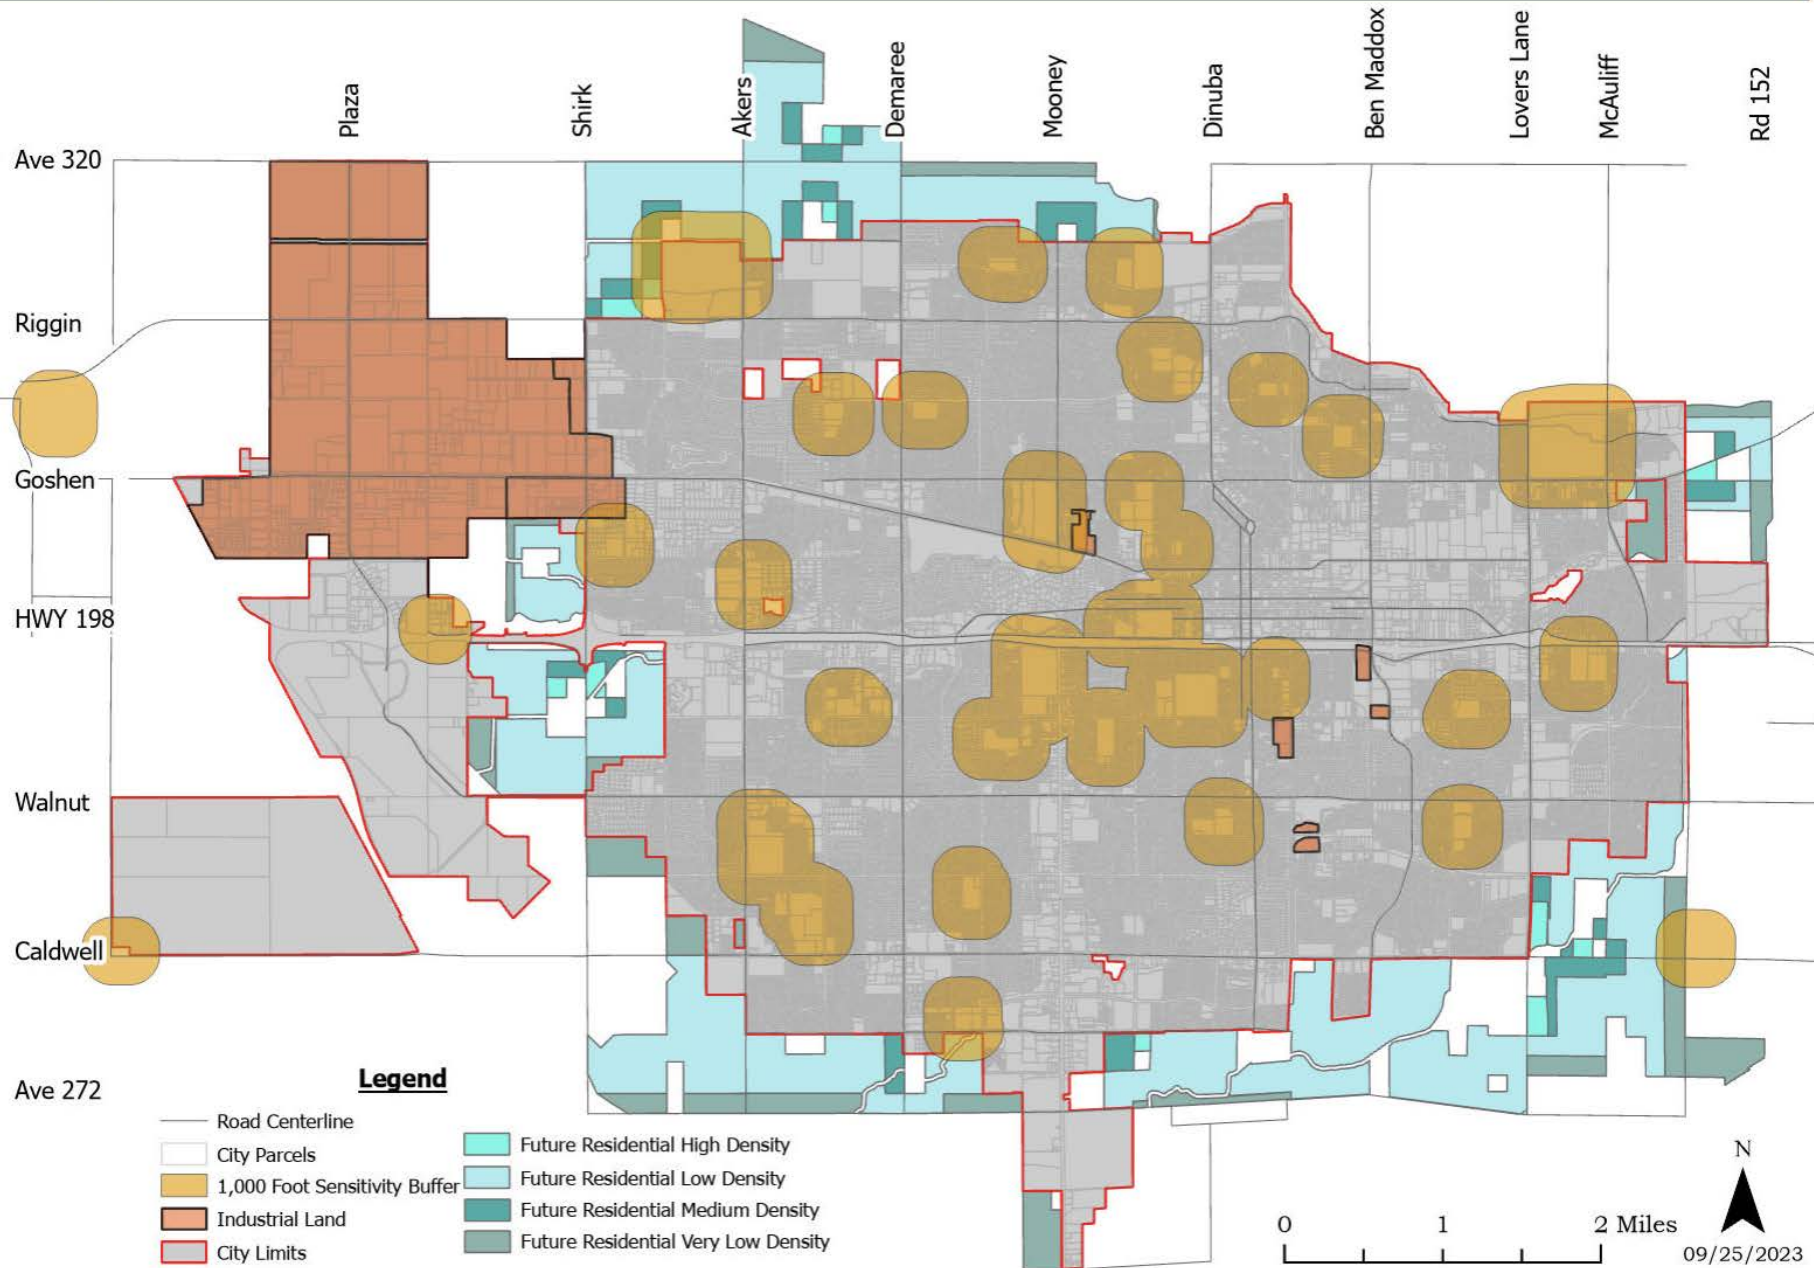 Plaza
Shirk
Akers
Demaree
Mooney
Dinuba
Ben Maddox
Lovers Lane
McAuliff
Rd 152
Ave 320
Riggin
Goshen
HWY 198
Walnut
Caldwell
Ave 272
Legend
Road Centerline
City Parcels
1,000 Foot Sensitivity Buffer
Industrial Land
City Limits
Future Residential High Density
Future Residential Low Density
Future Residential Medium Density
Future Residential Very Low Density
0 1 2 Miles
N
09/25/2023